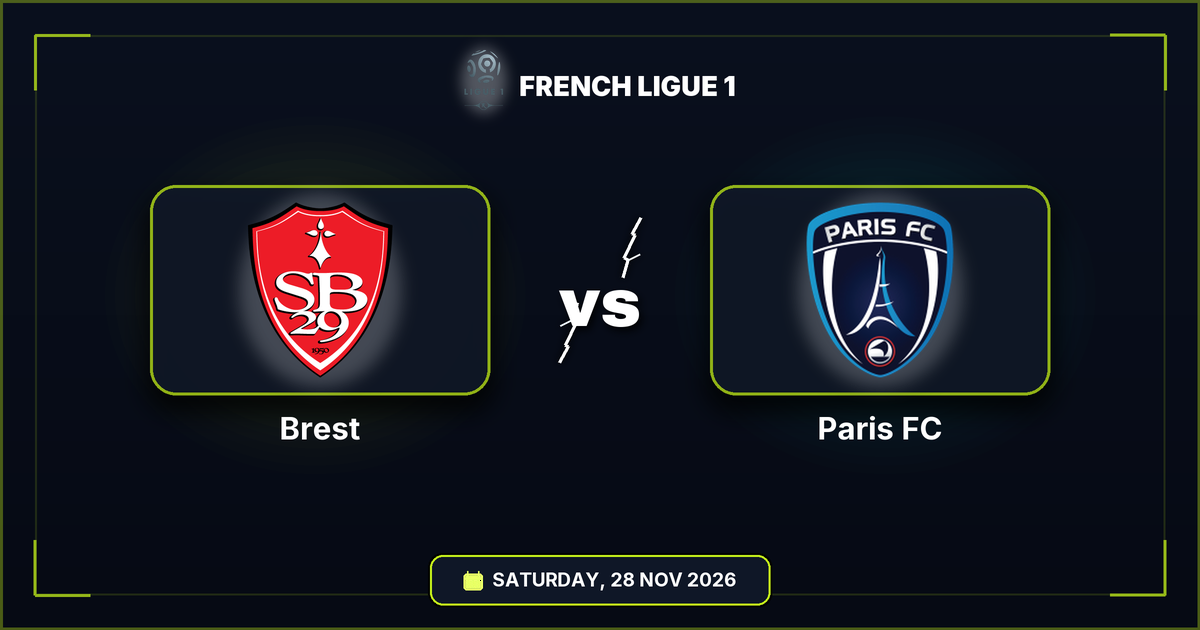 FRENCH LIGUE 1
SB
29
1950
PARIS FC
vs
Brest
Paris FC
SATURDAY, 28 NOV 2026